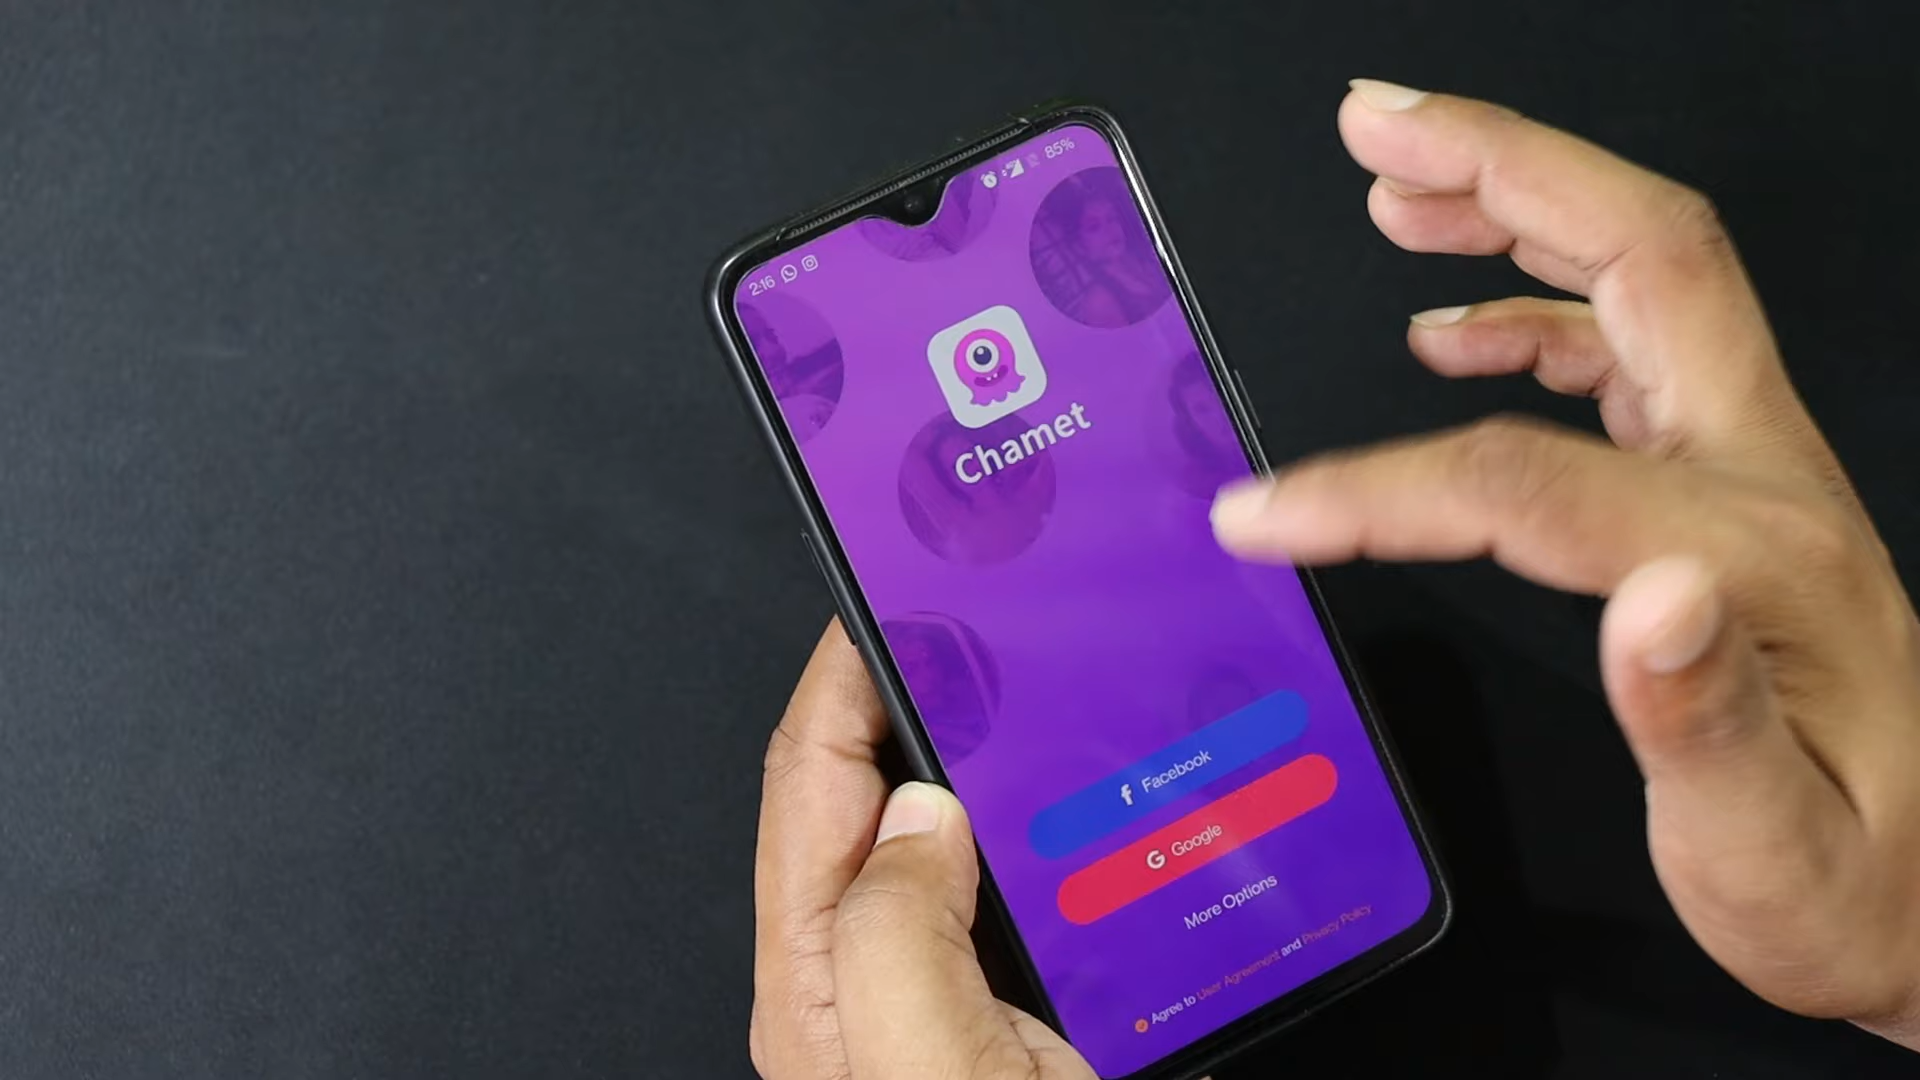 2:16
85%
Chamet
Facebook
G Google
More Options
Agree to User Agreement and Privacy Policy